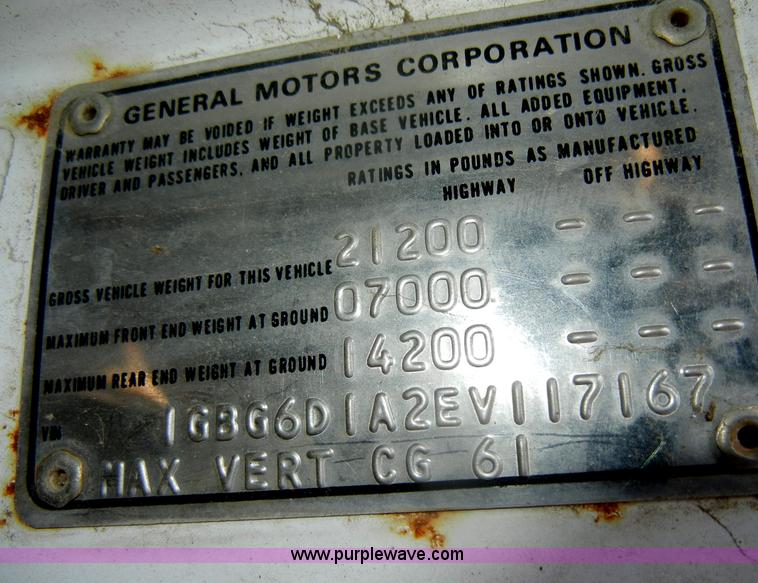 GENERAL MOTORS CORPORATION
WARRANTY MAY BE VOIDED IF WEIGHT EXCEEDS ANY OF RATINGS SHOWN. GROSS
VEHICLE WEIGHT INCLUDES WEIGHT OF BASE VEHICLE. ALL ADDED EQUIPMENT,
DRIVER AND PASSENGERS, AND ALL PROPERTY LOADED INTO OR ONTO VEHICLE.
RATINGS IN POUNDS AS MANUFACTURED
HIGHWAY OFF HIGHWAY
GROSS VEHICLE WEIGHT FOR THIS VEHICLE 21200 - - -
MAXIMUM FRONT END WEIGHT AT GROUND 07000 - - -
MAXIMUM REAR END WEIGHT AT GROUND 14200 - - -
VIN 1GBG6D1A2EV117167
MAX VERT CG 61
www.purplewave.com